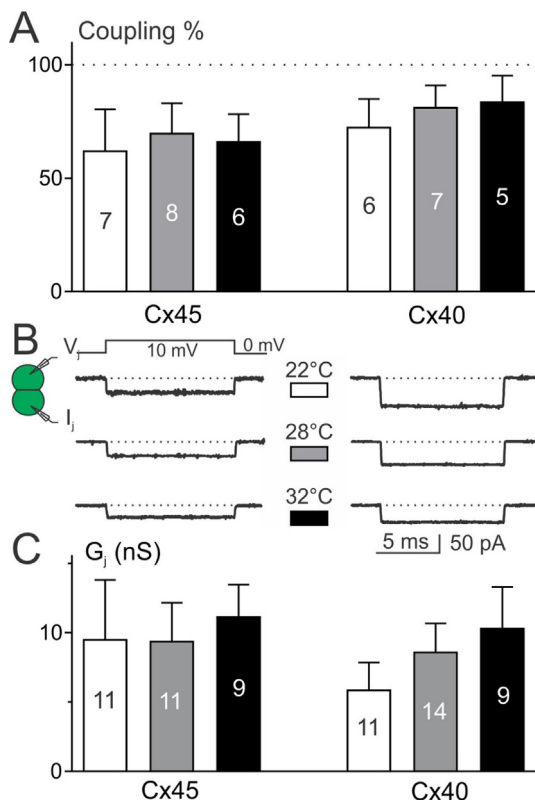 A
Coupling %
100
50
0
7
8
6
6
7
5
Cx45
Cx40
B
Vj
10 mV
0 mV
Ij
22°C
28°C
32°C
5 ms
50 pA
C
Gj (nS)
10
0
11
11
9
11
14
9
Cx45
Cx40